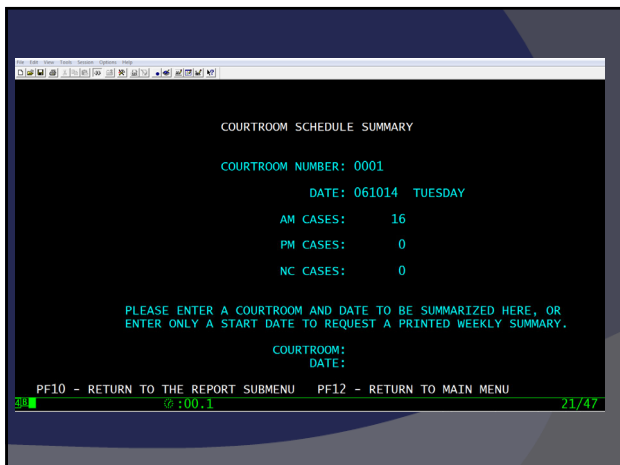 File Edit View Tools Session Options Help
COURTROOM SCHEDULE SUMMARY
COURTROOM NUMBER: 0001
DATE: 061014 TUESDAY
AM CASES: 16
PM CASES: 0
NC CASES: 0
PLEASE ENTER A COURTROOM AND DATE TO BE SUMMARIZED HERE, OR
ENTER ONLY A START DATE TO REQUEST A PRINTED WEEKLY SUMMARY.
COURTROOM:
DATE:
PF10 - RETURN TO THE REPORT SUBMENU PF12 - RETURN TO MAIN MENU
:00.1 21/47